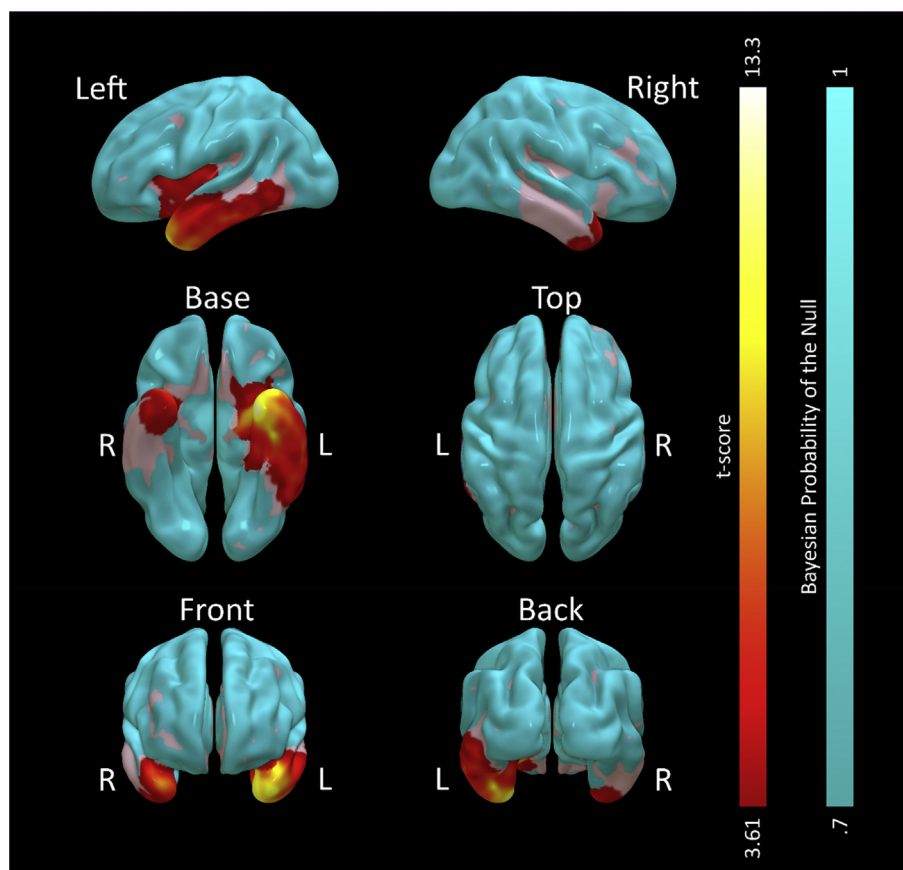 Left
Right
Base
Top
R
L
L
R
Front
Back
R
L
L
R
13.3
t-score
3.61
1
Bayesian Probability of the Null
.7